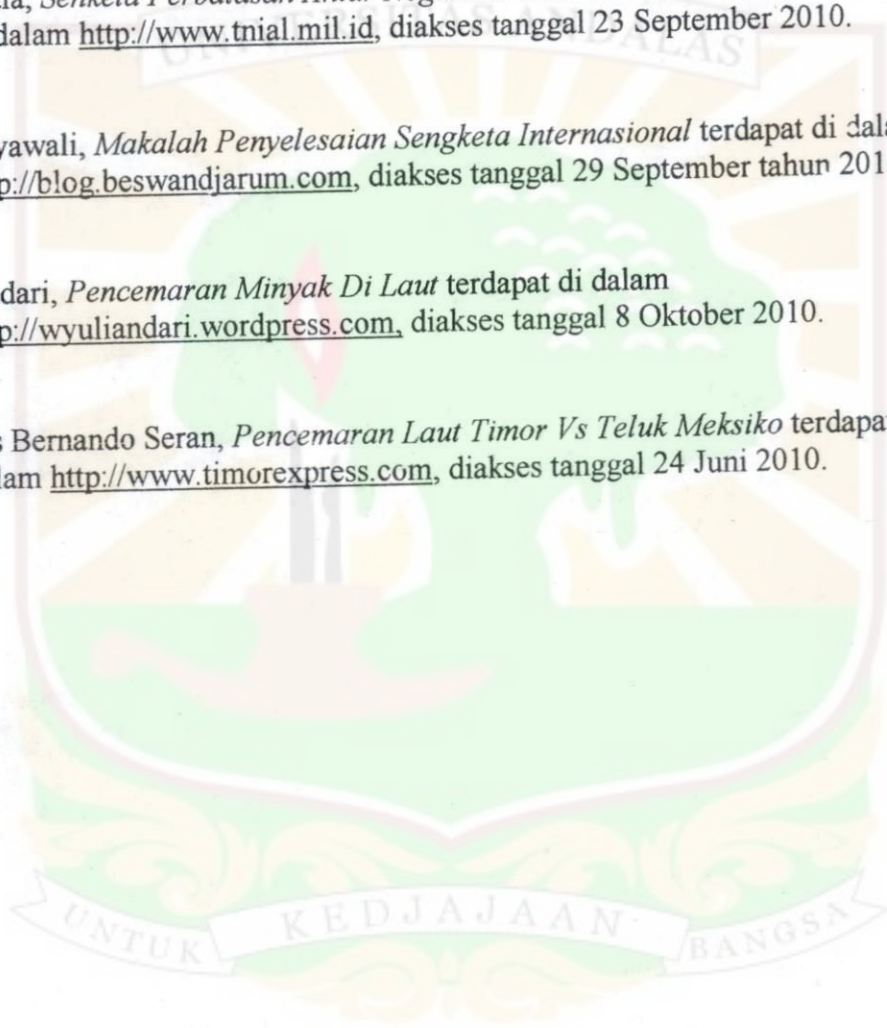 dalam http://www.tnial.mil.id, diakses tanggal 23 September 2010.
UNIVERSITAS ANDALAS
Makalah Penyelesaian Sengketa Internasional terdapat di
http://blog.beswandjarum.com, diakses tanggal 29 September tahun
Pencemaran Minyak Di Laut terdapat di dalam
p://wyuliandari.wordpress.com, diakses tanggal 8 Oktober 2010.
Bernando Seran, Pencemaran Laut Timor Vs Teluk Meksiko
http://www.timorexpress.com, diakses tanggal 24 Juni 2010.
UNTUK KEDJAJAAN BANGSA